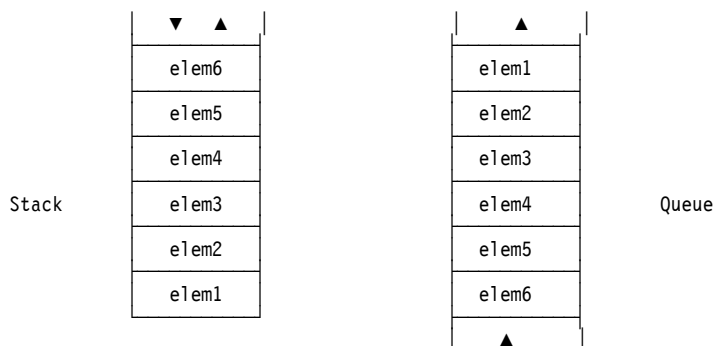 ▼ ▲ ▲
elem6 elem1
elem5 elem2
elem4 elem3
Stack elem3 elem4 Queue
elem2 elem5
elem1 elem6
▲